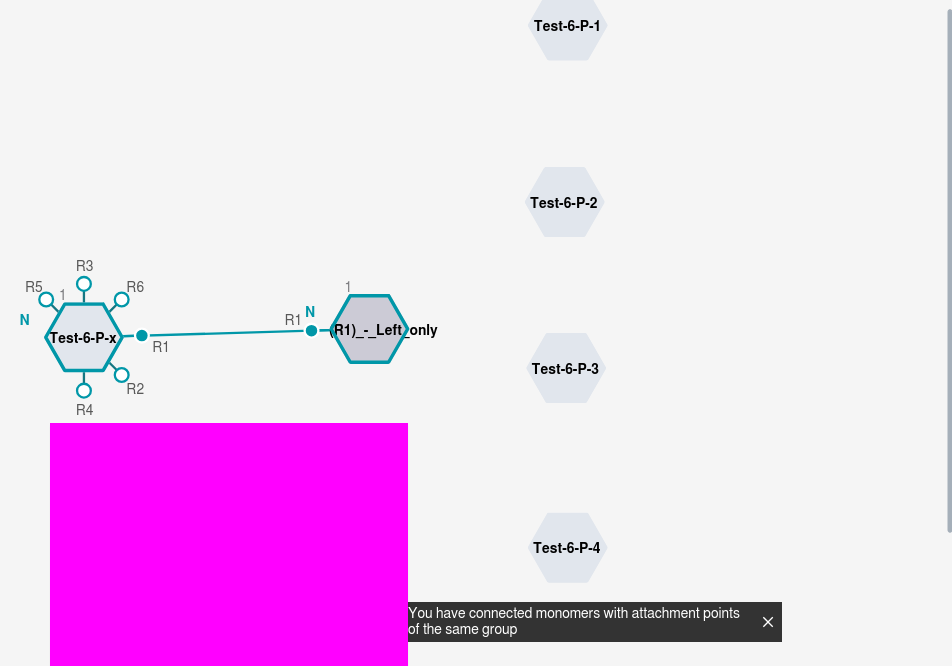 Test-6-P-1
Test-6-P-2
R3
R5
1
R6
N
Test-6-P-x
R1
R2
R4
1
N
R1
(R1)_-_Left_only
Test-6-P-3
Test-6-P-4
You have connected monomers with attachment points
of the same group